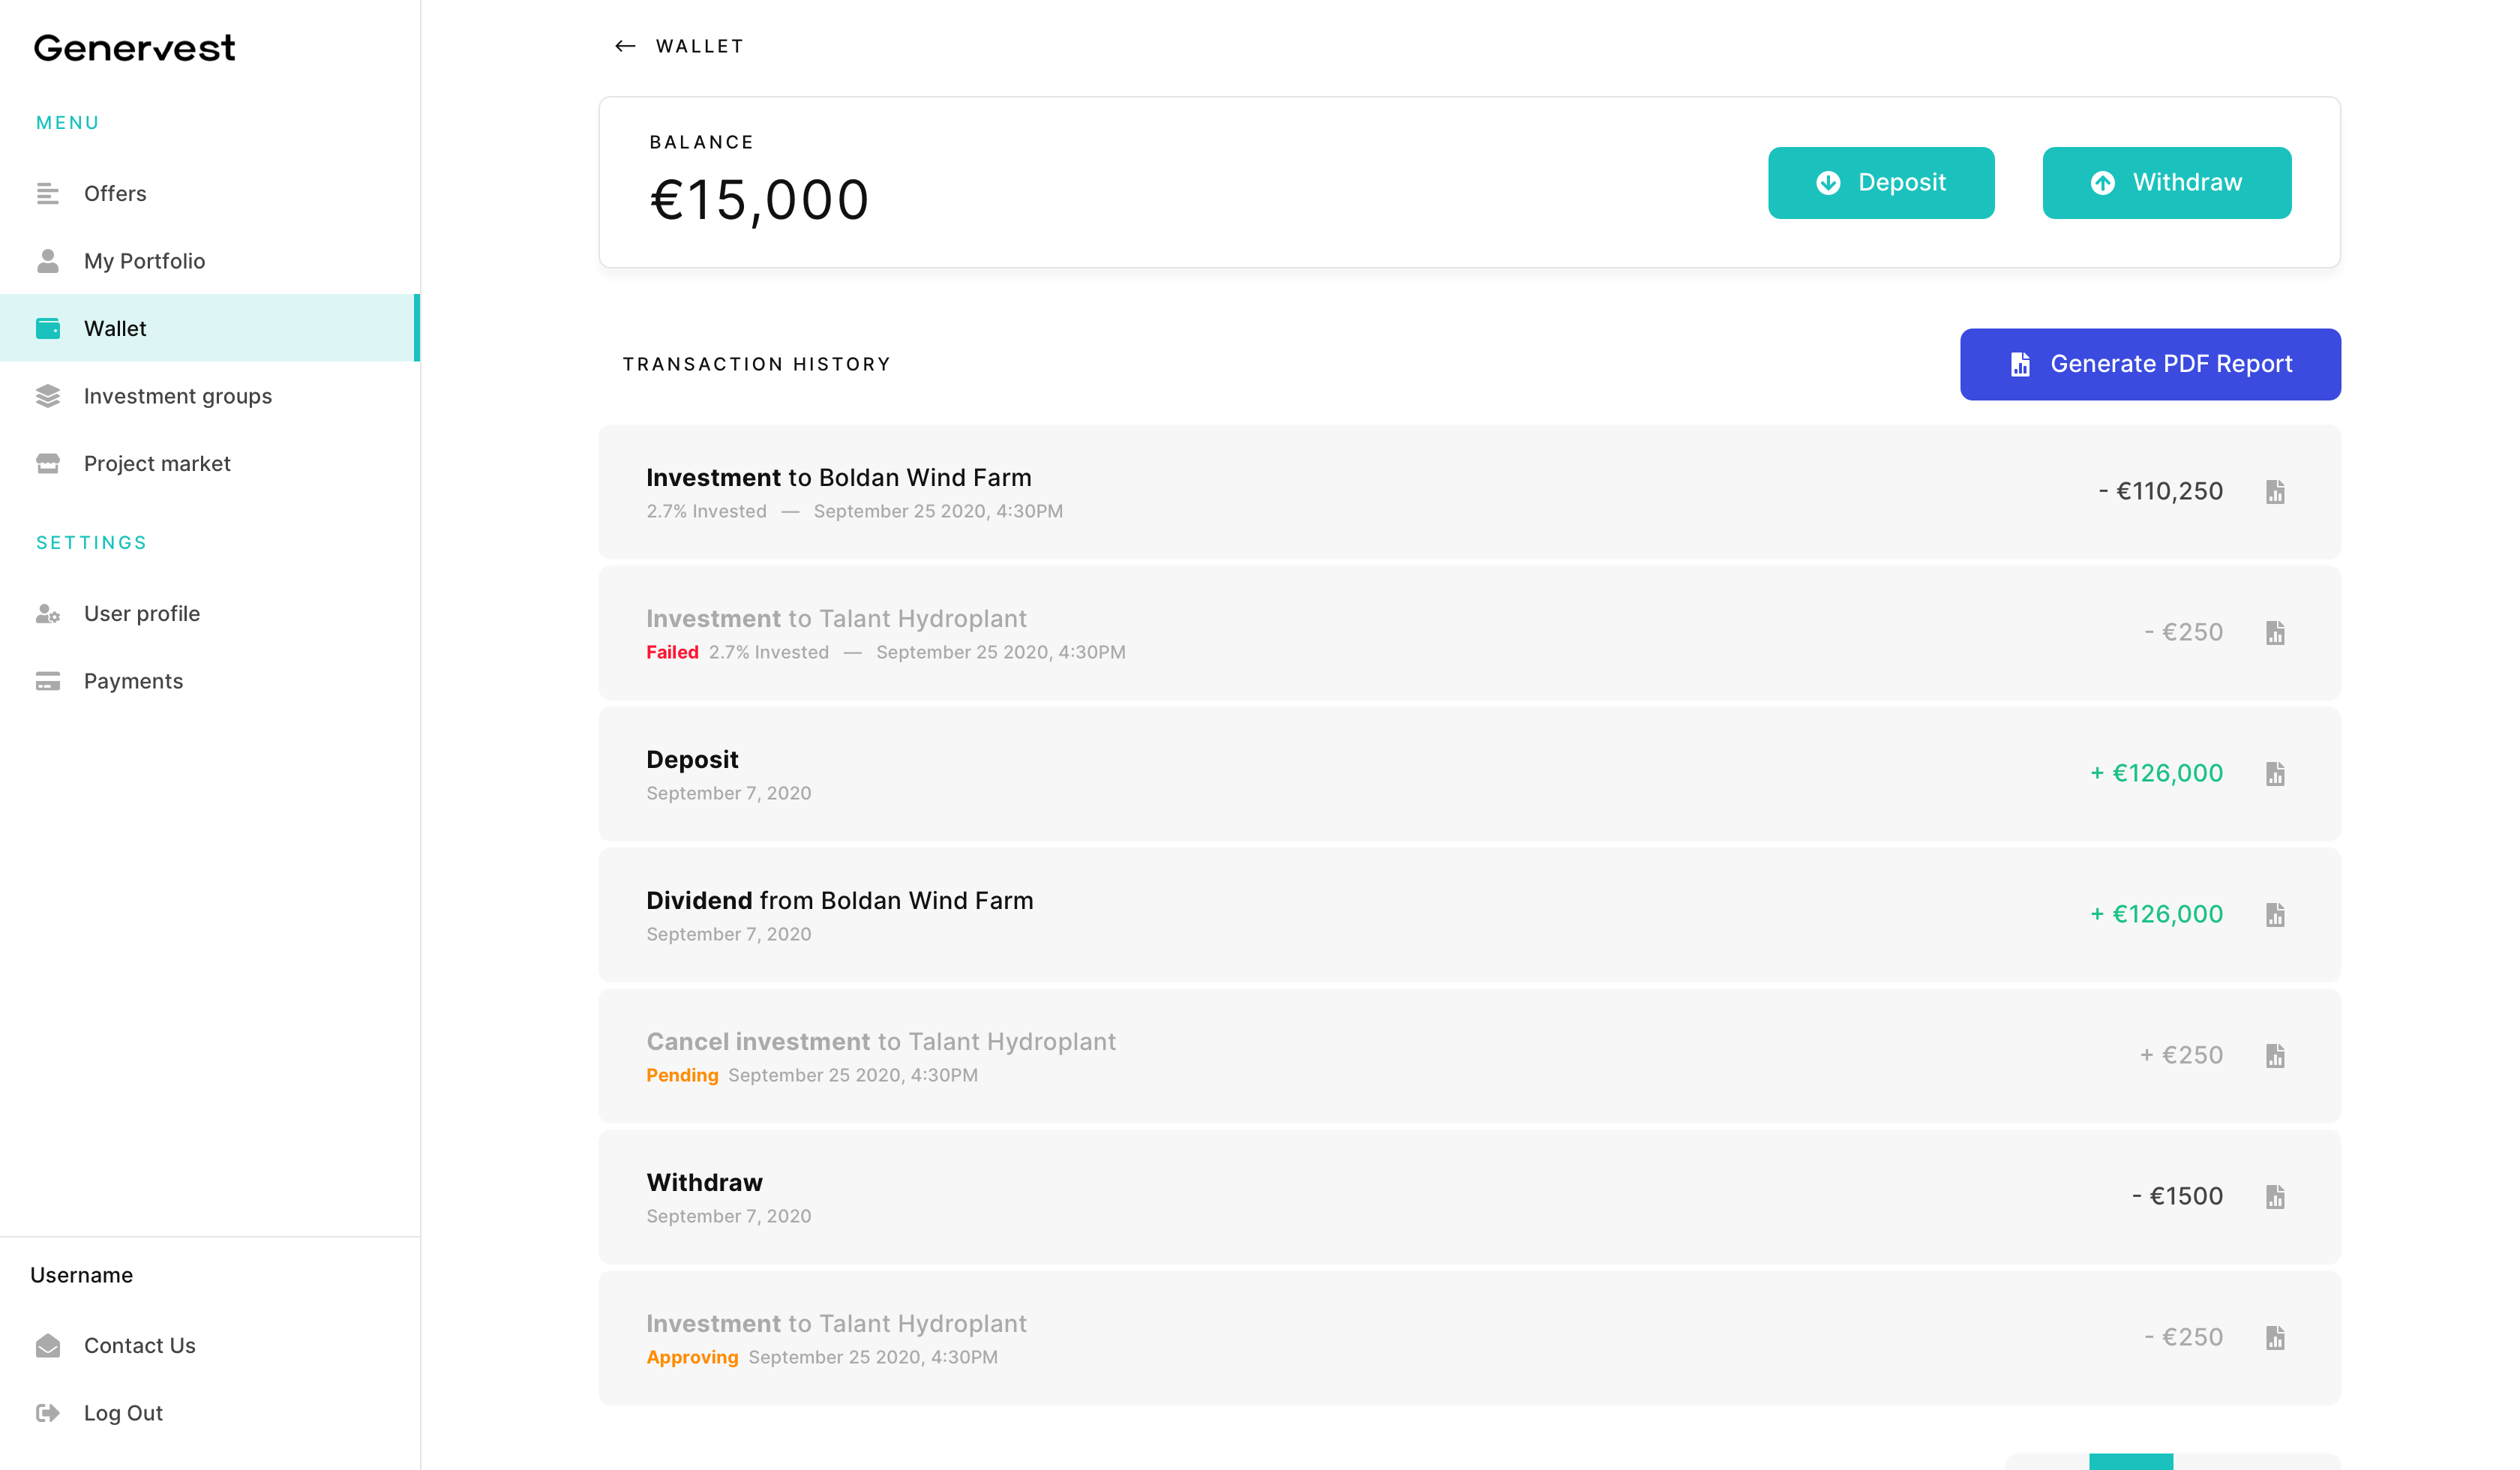 Genervest
MENU
Offers
My Portfolio
Wallet
Investment groups
Project market
SETTINGS
User profile
Payments
Username
Contact Us
Log Out
← WALLET
BALANCE
€15,000
Deposit
Withdraw
TRANSACTION HISTORY
Generate PDF Report
Investment to Boldan Wind Farm
2.7% Invested — September 25 2020, 4:30PM
- €110,250
Investment to Talant Hydroplant
Failed 2.7% Invested — September 25 2020, 4:30PM
- €250
Deposit
September 7, 2020
+ €126,000
Dividend from Boldan Wind Farm
September 7, 2020
+ €126,000
Cancel investment to Talant Hydroplant
Pending September 25 2020, 4:30PM
+ €250
Withdraw
September 7, 2020
- €1500
Investment to Talant Hydroplant
Approving September 25 2020, 4:30PM
- €250